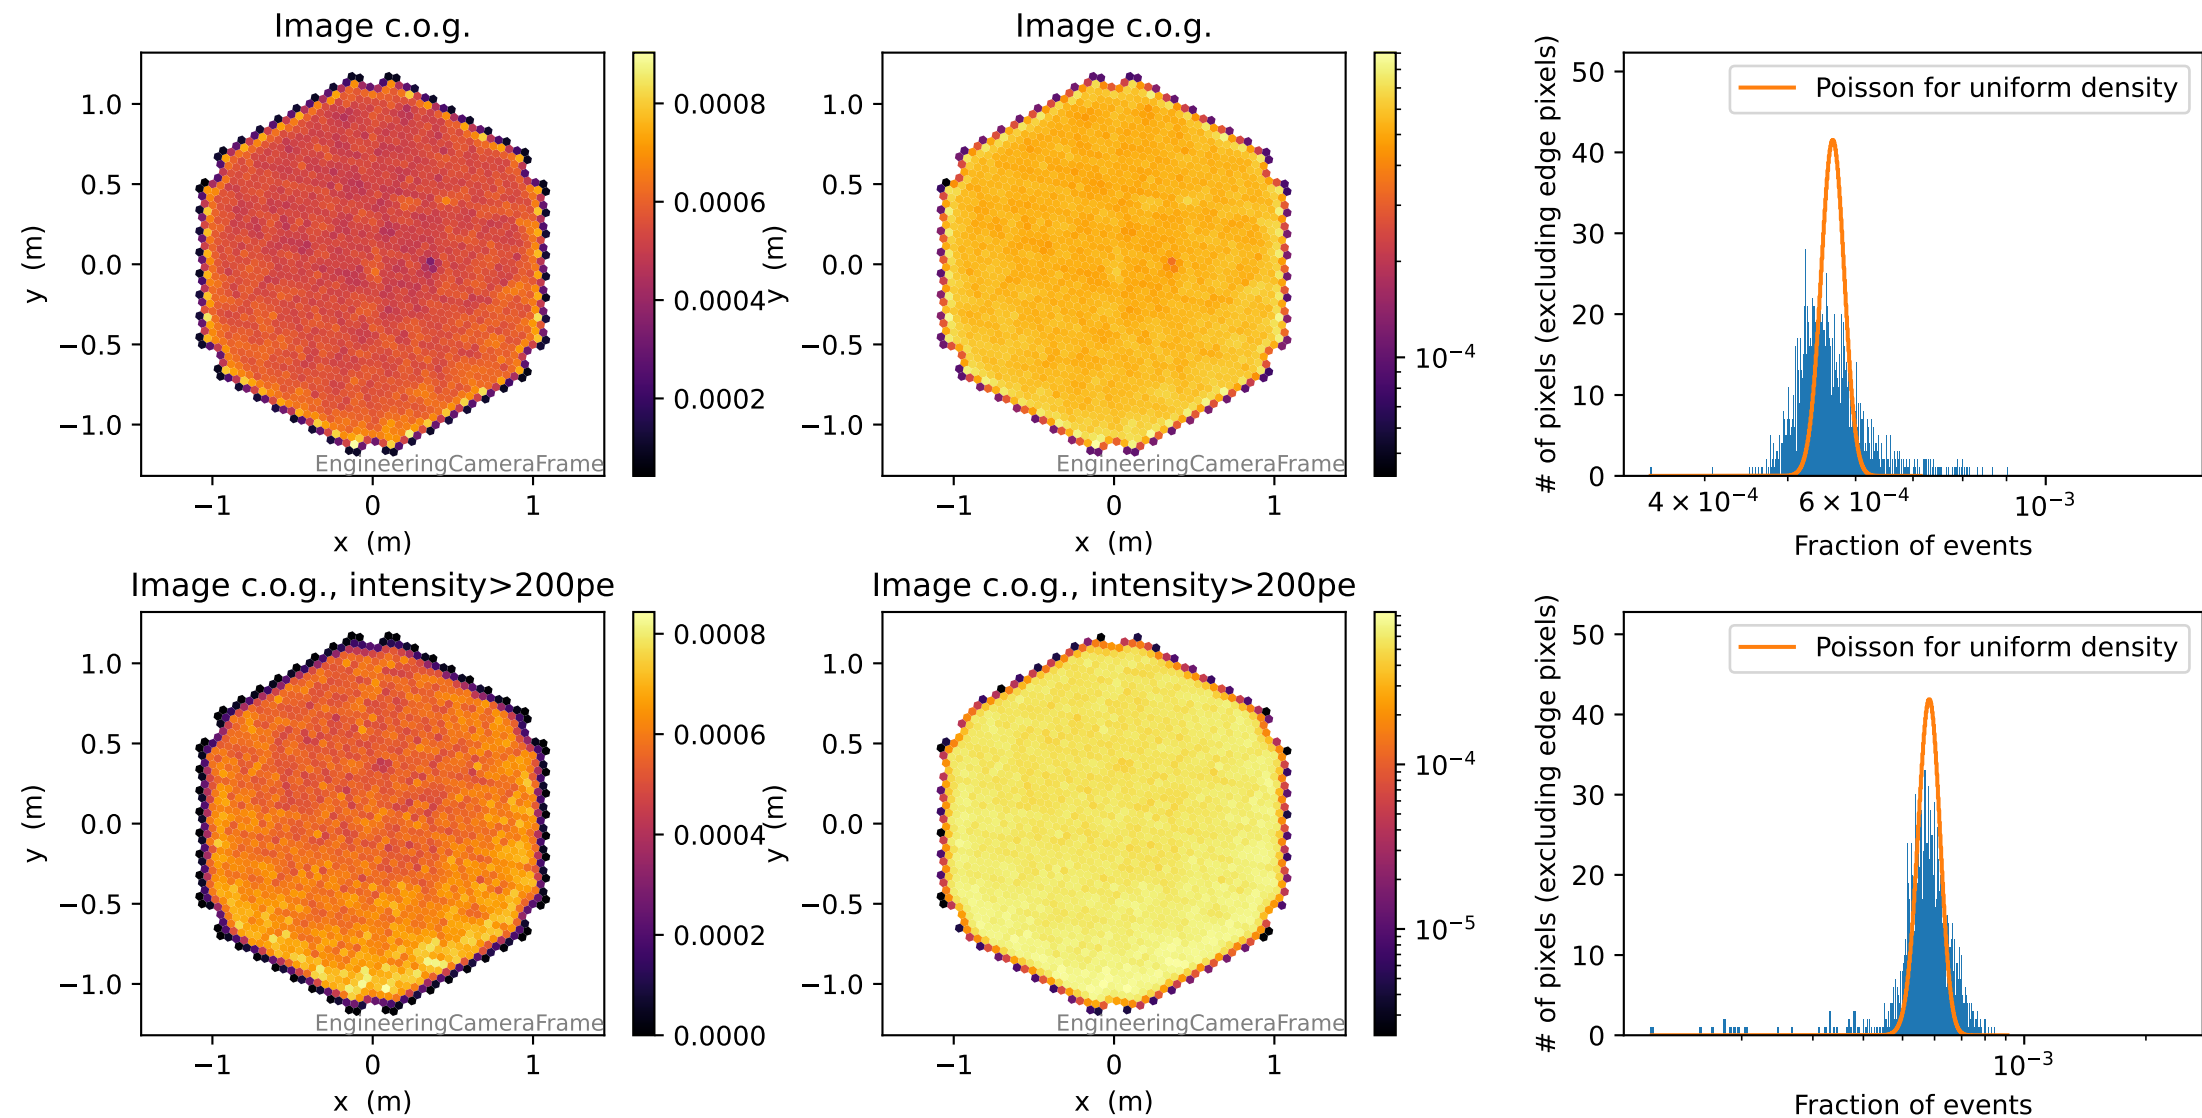 Image c.o.g.
1.0
0.5
0.0
−0.5
−1.0
y (m)
−1
0
1
x (m)
EngineeringCameraFrame
0.0008
0.0006
0.0004
0.0002
Image c.o.g.
1.0
0.5
0.0
−0.5
−1.0
y (m)
−1
0
1
x (m)
EngineeringCameraFrame
10⁻⁴
# of pixels (excluding edge pixels)
50
40
30
20
10
0
Poisson for uniform density
4 × 10⁻⁴
6 × 10⁻⁴
10⁻³
Fraction of events
Image c.o.g., intensity>200pe
1.0
0.5
0.0
−0.5
−1.0
y (m)
−1
0
1
x (m)
EngineeringCameraFrame
0.0008
0.0006
0.0004
0.0002
0.0000
Image c.o.g., intensity>200pe
1.0
0.5
0.0
−0.5
−1.0
y (m)
−1
0
1
x (m)
EngineeringCameraFrame
10⁻⁴
10⁻⁵
# of pixels (excluding edge pixels)
50
40
30
20
10
0
Poisson for uniform density
10⁻³
Fraction of events